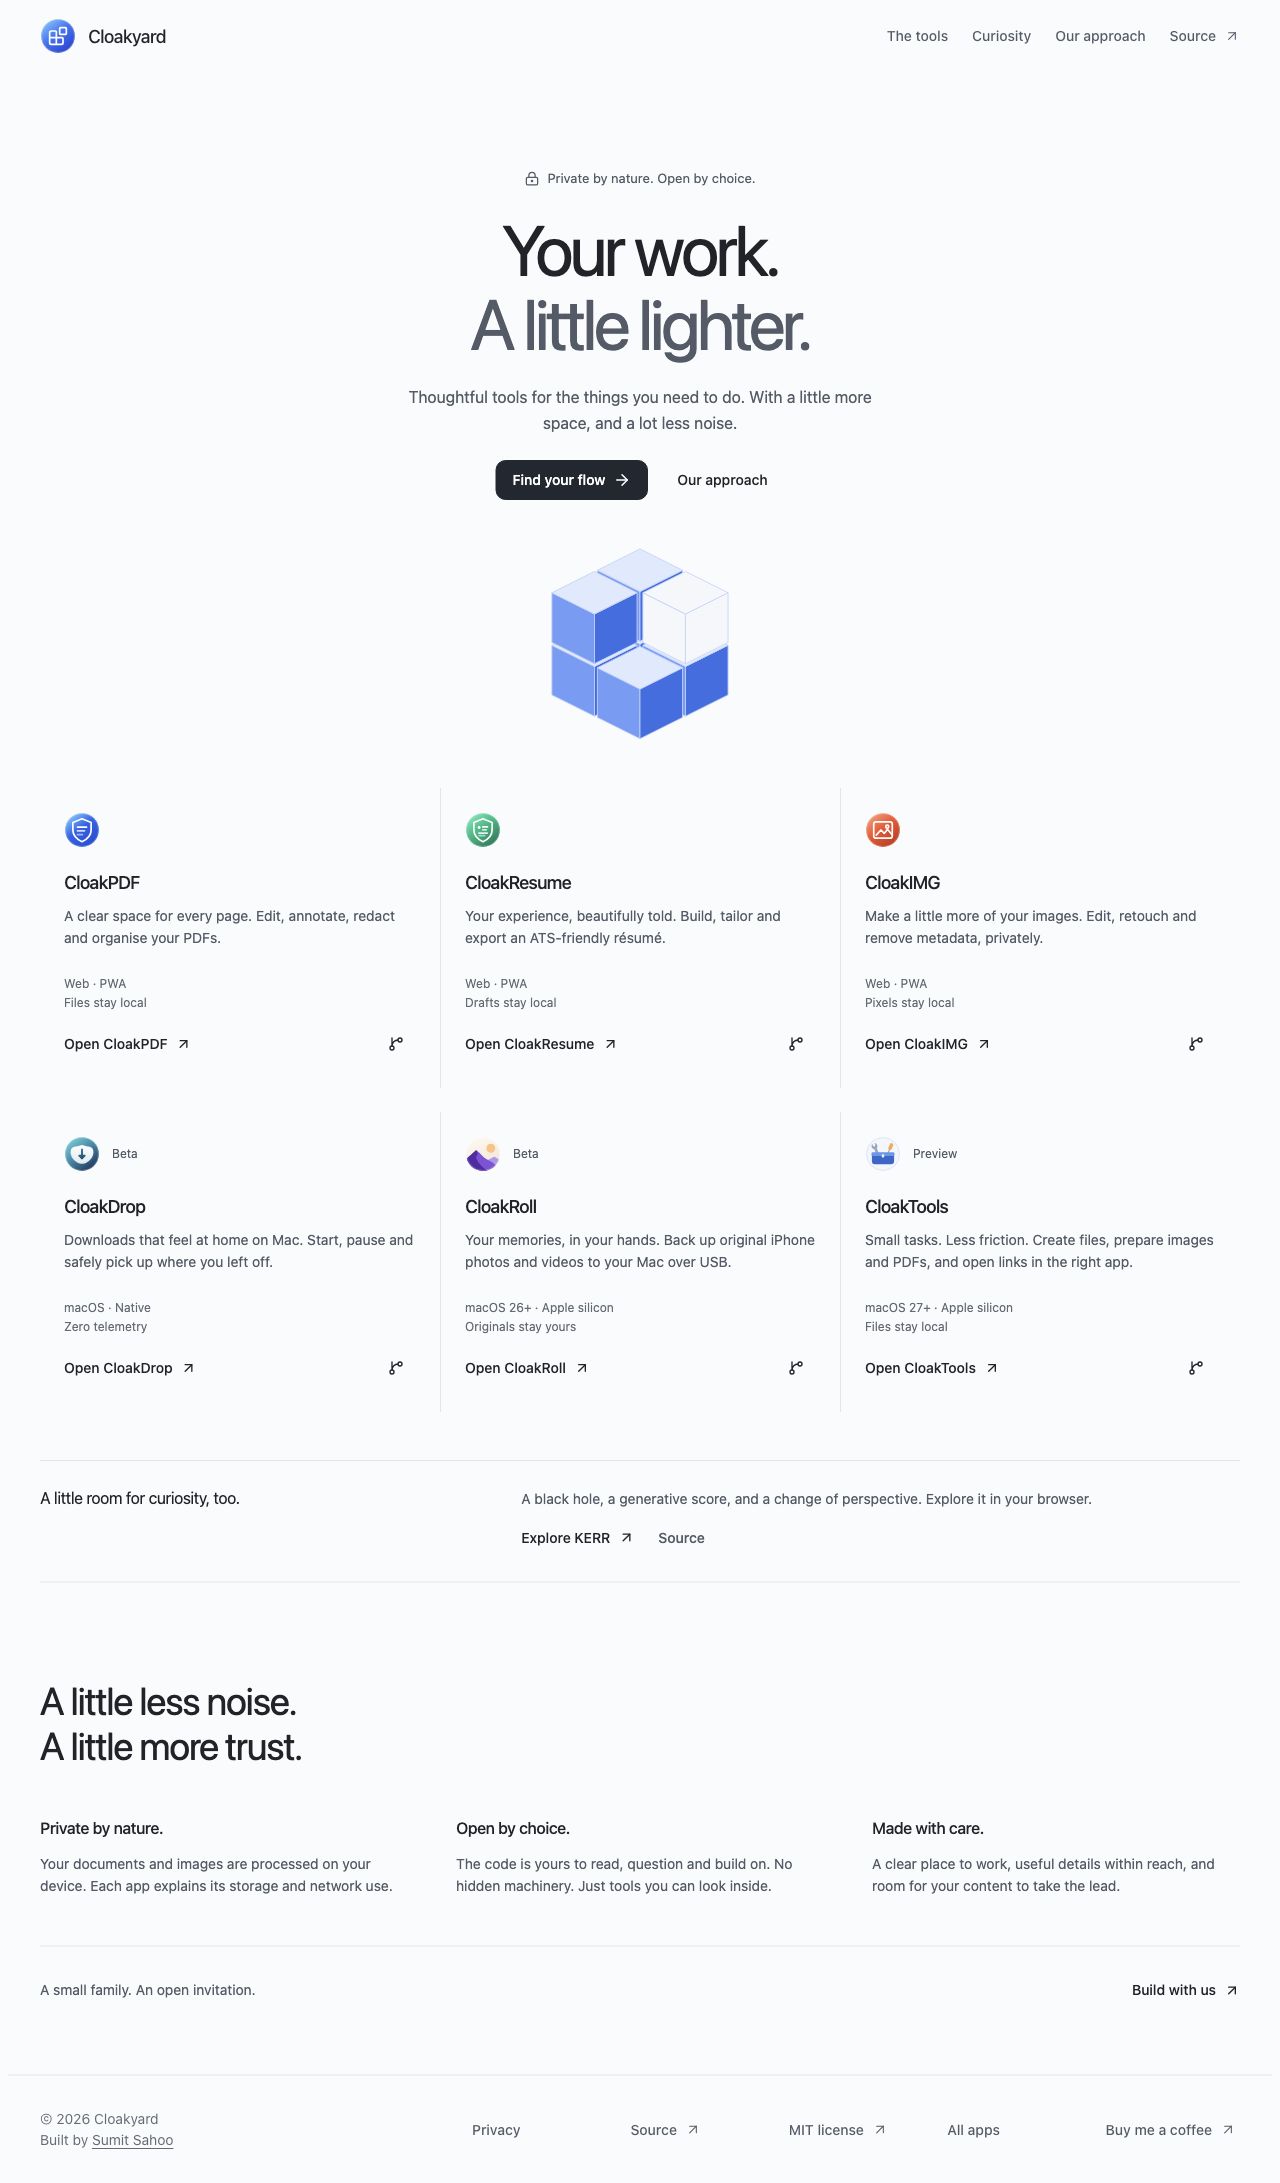 Cloakyard
The tools
Curiosity
Our approach
Source
Private by nature. Open by choice.
Your work.
A little lighter.
Thoughtful tools for the things you need to do. With a little more
space, and a lot less noise.
Find your flow
Our approach
CloakPDF
A clear space for every page. Edit, annotate, redact
and organise your PDFs.
Web · PWA
Files stay local
Open CloakPDF
CloakResume
Your experience, beautifully told. Build, tailor and
export an ATS-friendly résumé.
Web · PWA
Drafts stay local
Open CloakResume
CloakIMG
Make a little more of your images. Edit, retouch and
remove metadata, privately.
Web · PWA
Pixels stay local
Open CloakIMG
Beta
CloakDrop
Downloads that feel at home on Mac. Start, pause and
safely pick up where you left off.
macOS · Native
Zero telemetry
Open CloakDrop
Beta
CloakRoll
Your memories, in your hands. Back up original iPhone
photos and videos to your Mac over USB.
macOS 26+ · Apple silicon
Originals stay yours
Open CloakRoll
Preview
CloakTools
Small tasks. Less friction. Create files, prepare images
and PDFs, and open links in the right app.
macOS 27+ · Apple silicon
Files stay local
Open CloakTools
A little room for curiosity, too.
A black hole, a generative score, and a change of perspective. Explore it in your browser.
Explore KERR
Source
A little less noise.
A little more trust.
Private by nature.
Your documents and images are processed on your
device. Each app explains its storage and network use.
Open by choice.
The code is yours to read, question and build on. No
hidden machinery. Just tools you can look inside.
Made with care.
A clear place to work, useful details within reach, and
room for your content to take the lead.
A small family. An open invitation.
Build with us
© 2026 Cloakyard
Built by Sumit Sahoo
Privacy
Source
MIT license
All apps
Buy me a coffee